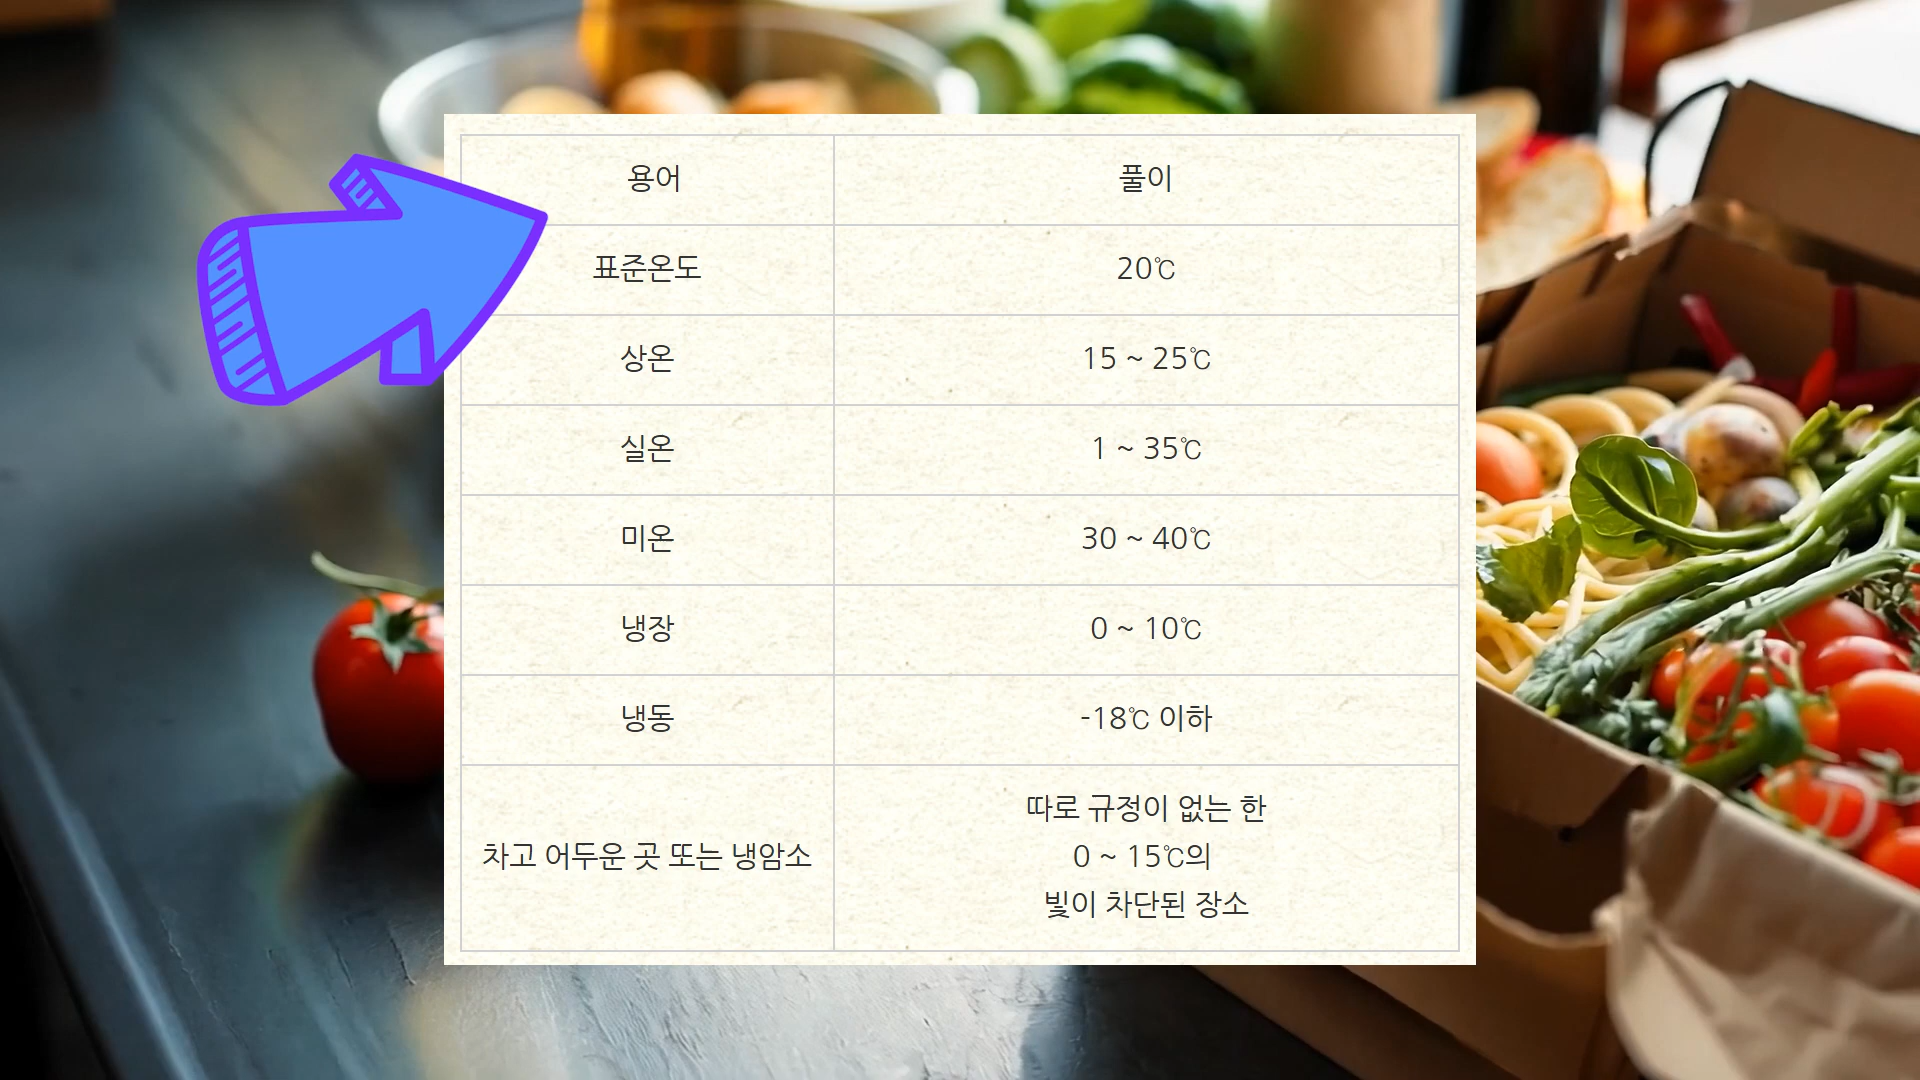 용어 풀이
표준온도 20℃
상온 15 ~ 25℃
실온 1 ~ 35℃
미온 30 ~ 40℃
냉장 0 ~ 10℃
냉동 -18℃ 이하
차고 어두운 곳 또는 냉암소
따로 규정이 없는 한
0 ~ 15℃의
빛이 차단된 장소